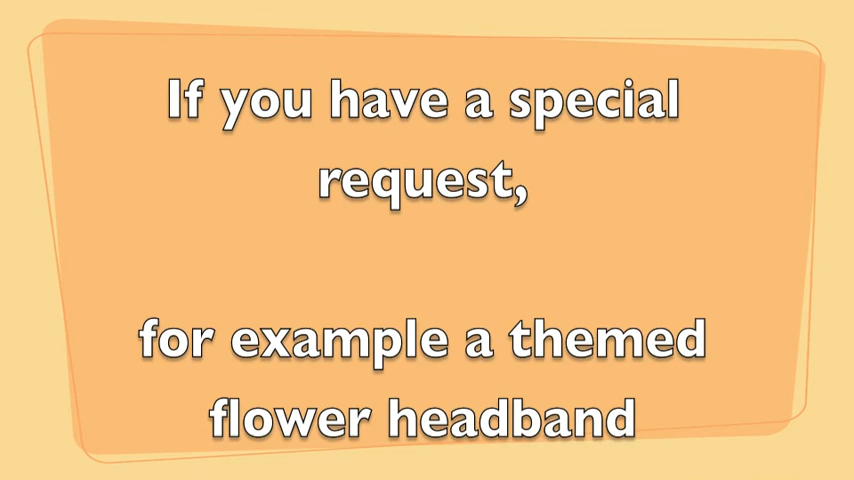 If you have a special
request,
for example a themed
flower headband